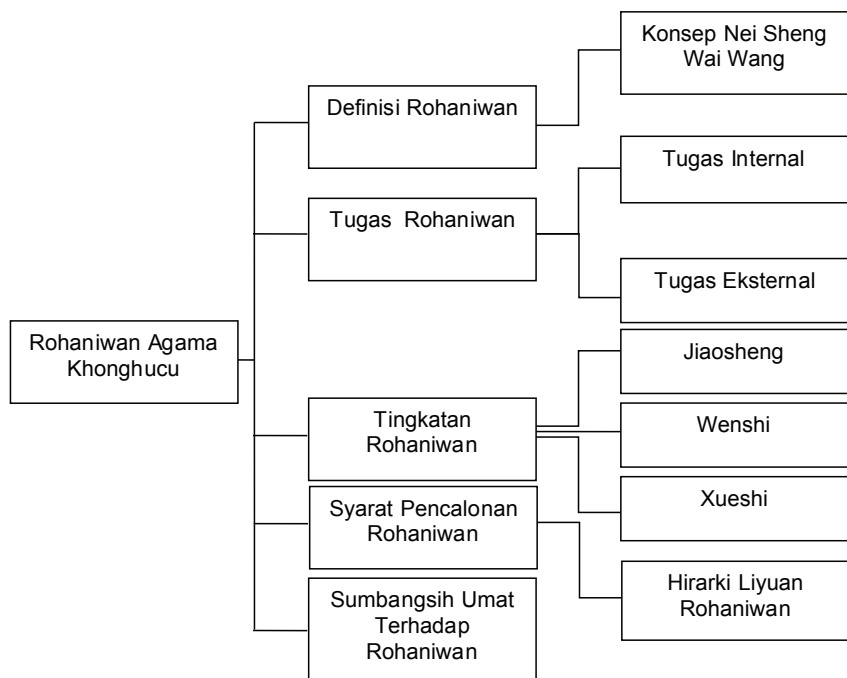 Rohaniwan Agama
Khonghucu
Definisi Rohaniwan
Konsep Nei Sheng
Wai Wang
Tugas Rohaniwan
Tugas Internal
Tugas Eksternal
Tingkatan
Rohaniwan
Jiaosheng
Wenshi
Xueshi
Syarat Pencalonan
Rohaniwan
Hirarki Liyuan
Rohaniwan
Sumbangsih Umat
Terhadap
Rohaniwan